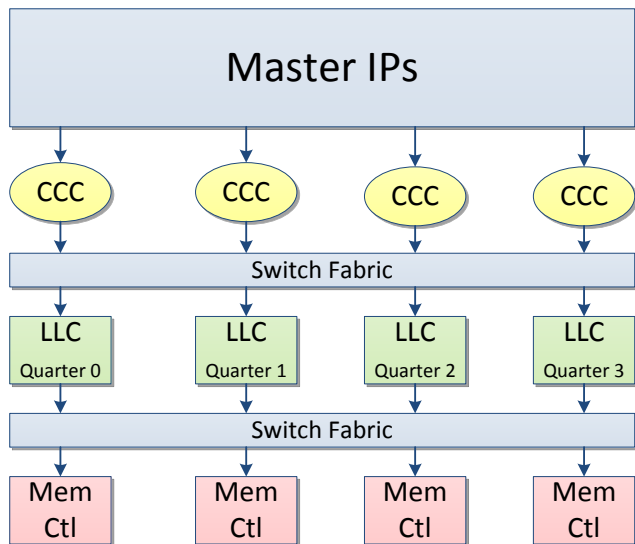 Master IPs
CCC CCC CCC CCC
Switch Fabric
LLC LLC LLC LLC
Quarter 0 Quarter 1 Quarter 2 Quarter 3
Switch Fabric
Mem Mem Mem Mem
Ctl Ctl Ctl Ctl